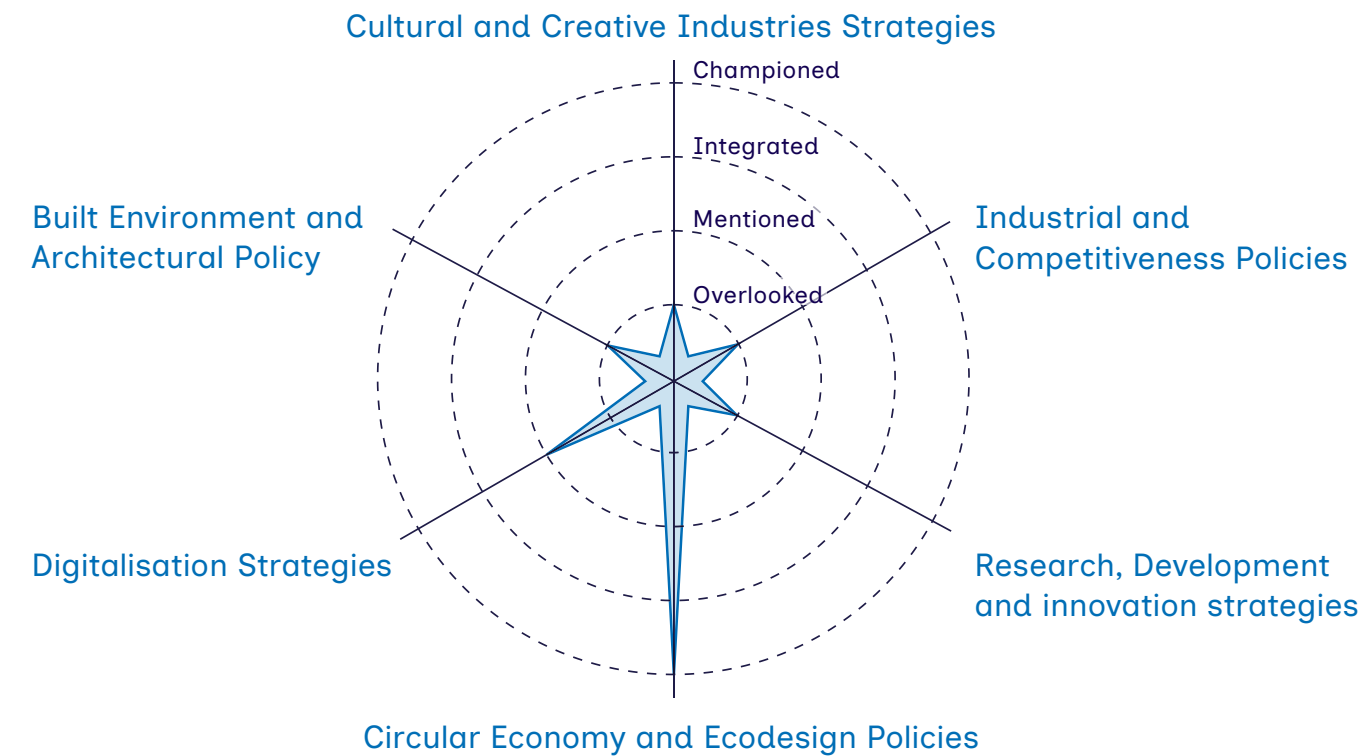 Cultural and Creative Industries Strategies
Championed
Integrated
Mentioned
Overlooked
Built Environment and
Architectural Policy
Industrial and
Competitiveness Policies
Digitalisation Strategies
Research, Development
and innovation strategies
Circular Economy and Ecodesign Policies